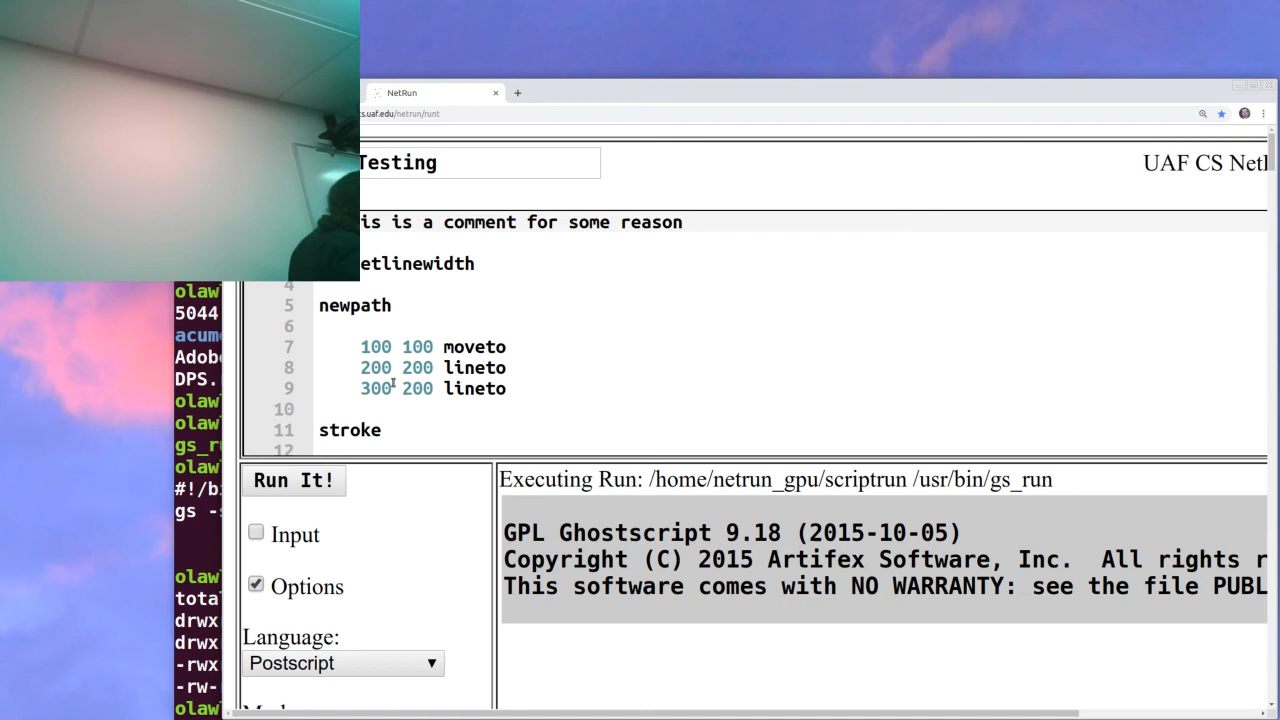 NetRun
cs.uaf.edu/netrun/runt
Testing
UAF CS
is is a comment for some reason
etlinewidth
4
5 newpath
6
7 100 100 moveto
8 200 200 lineto
9 300 200 lineto
10
11 stroke
12
Run It!
Input
Options
Language:
Postscript
Executing Run: /home/netrun_gpu/scriptrun /usr/bin/gs_run
GPL Ghostscript 9.18 (2015-10-05)
Copyright (C) 2015 Artifex Software, Inc. All rights r
This software comes with NO WARRANTY: see the file PUBL
olaw
5044
acum
Adob
DPS.
olaw
olaw
gs_r
olaw
#!/b
gs -
olaw
tota
drwx
drwx
-rwx
-rw-
olaw